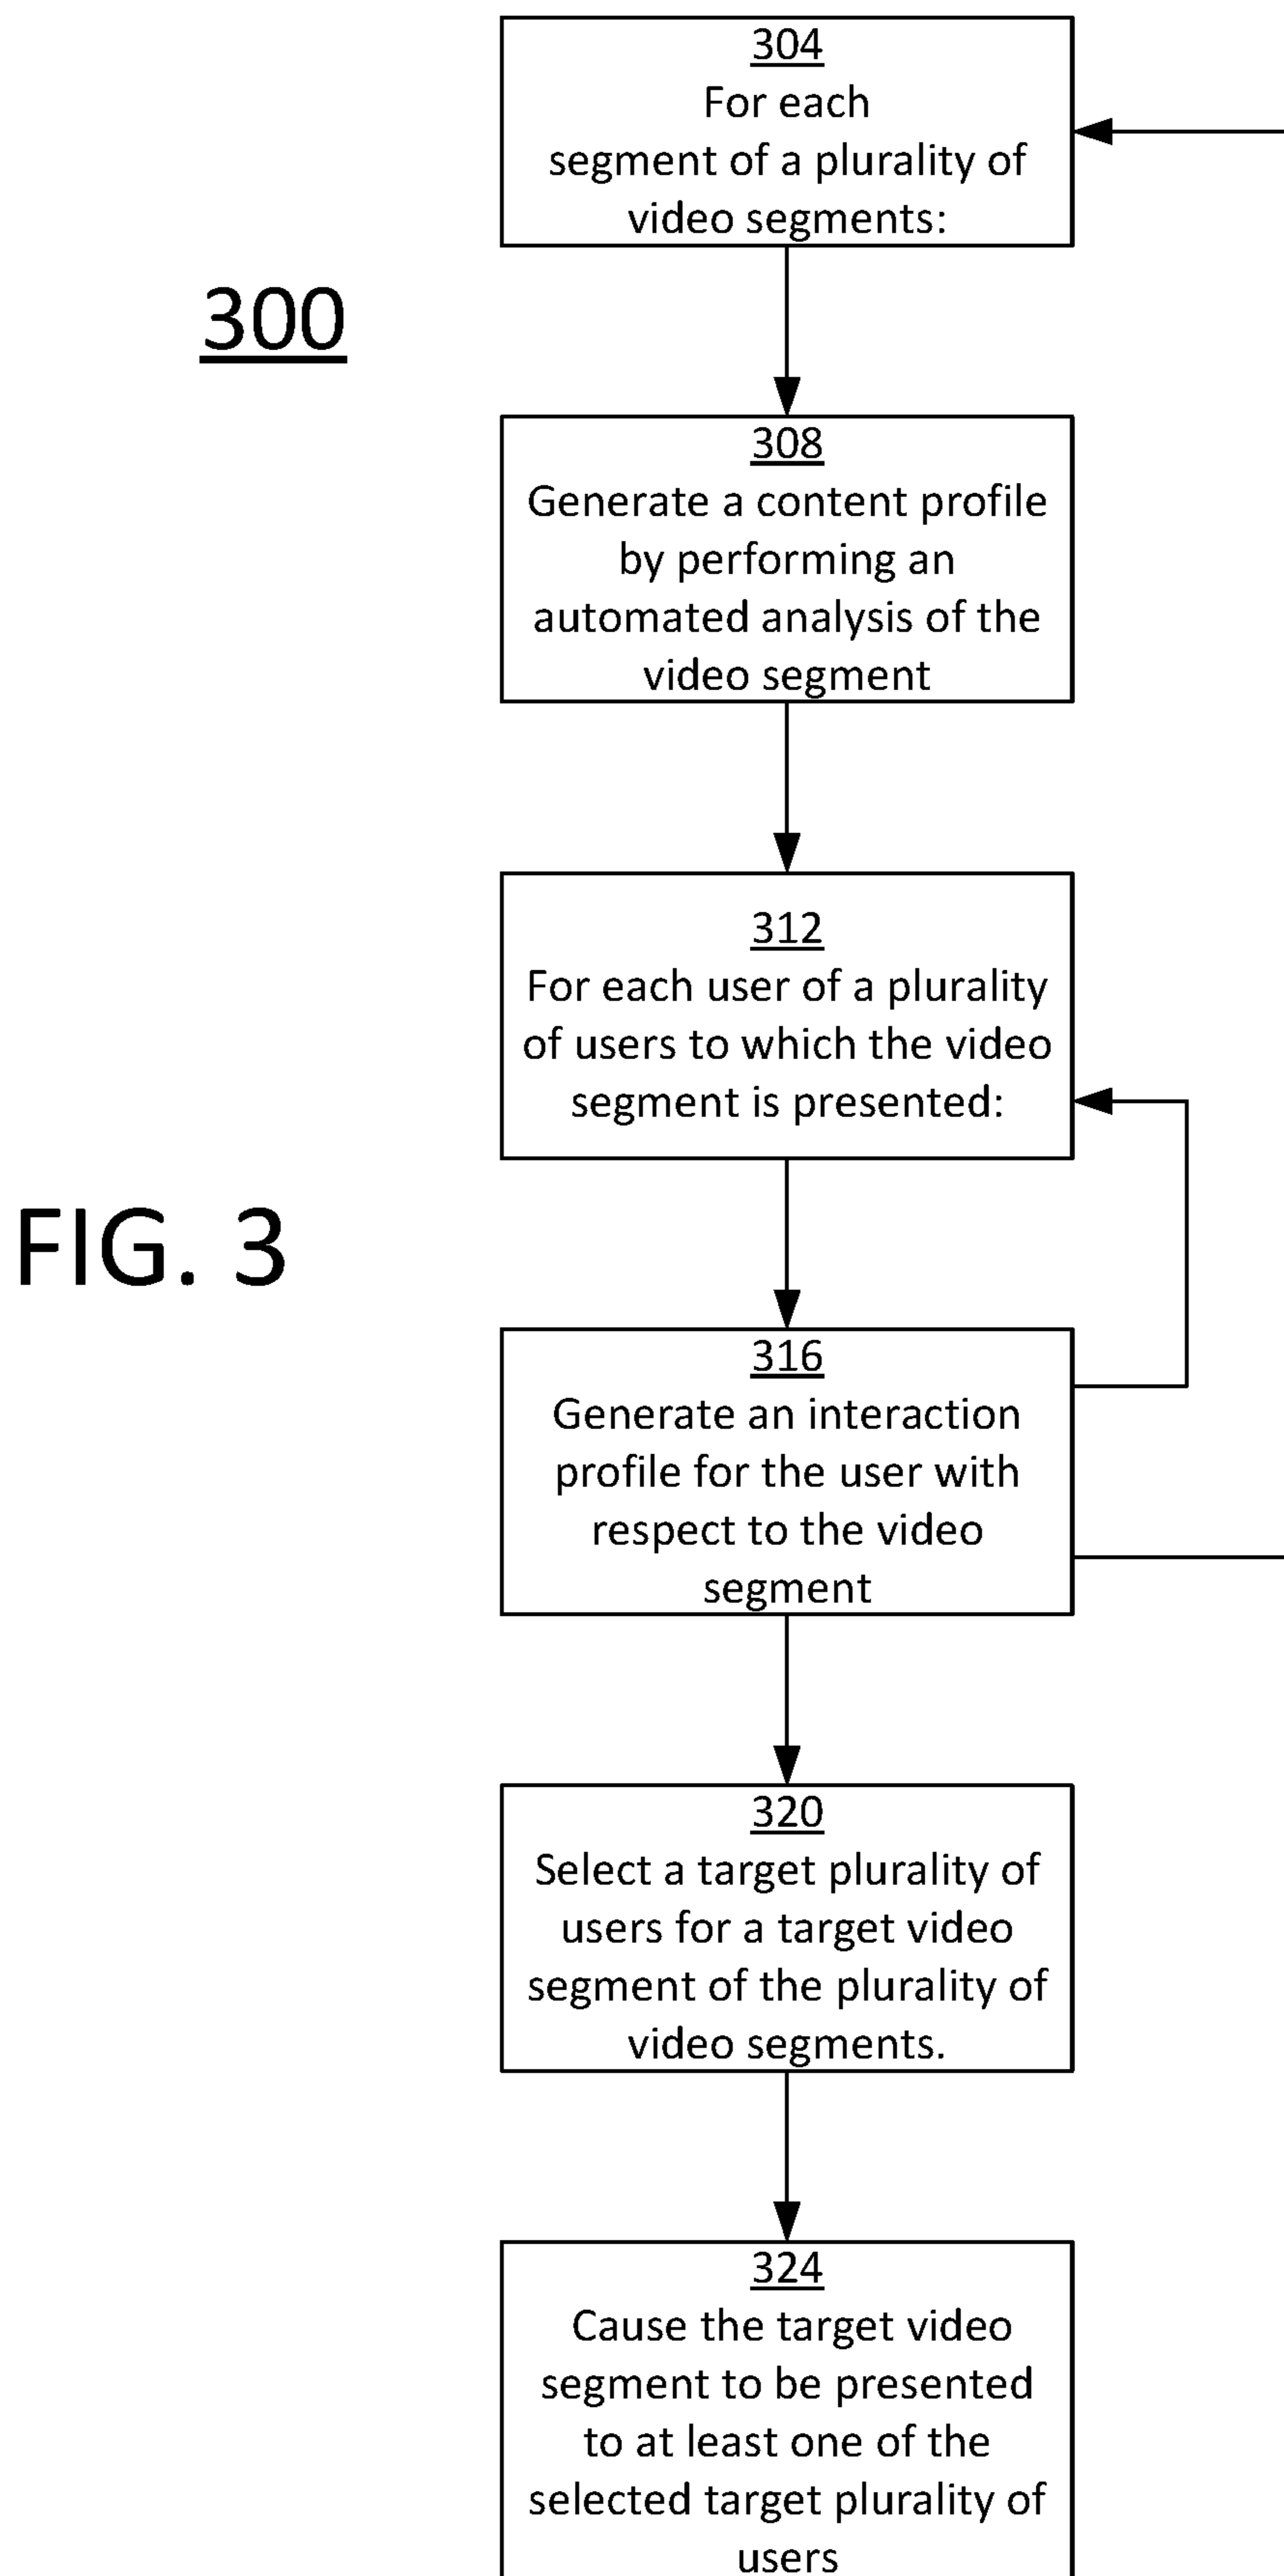 304
For each
segment of a plurality of
video segments:
300
308
Generate a content profile
by performing an
automated analysis of the
video segment
312
For each user of a plurality
of users to which the video
segment is presented:
FIG. 3
316
Generate an interaction
profile for the user with
respect to the video
segment
320
Select a target plurality of
users for a target video
segment of the plurality of
video segments.
324
Cause the target video
segment to be presented
to at least one of the
selected target plurality of
users